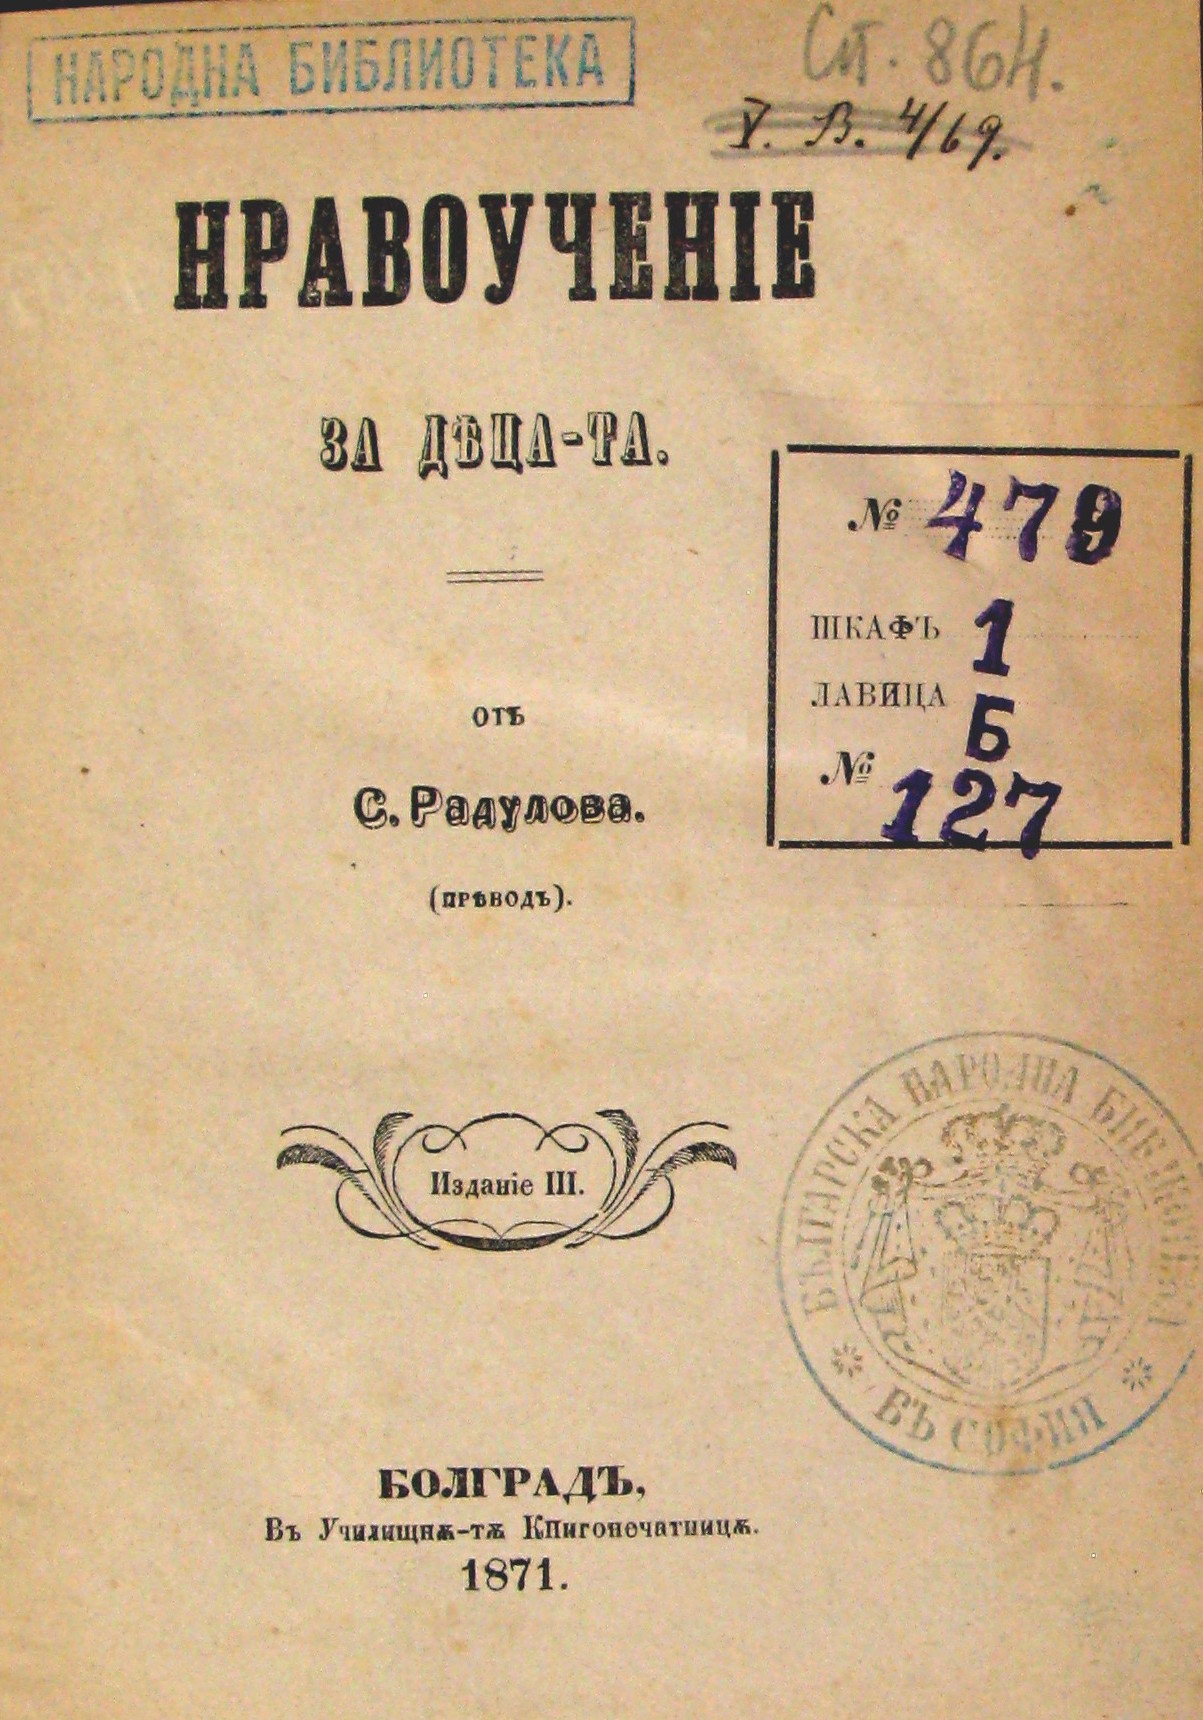 НАРОДНА БИБЛИОТЕКА
Сп. 864.
V. В. 4/69.
НРАВОУЧЕНІЕ
ЗА ДѢЦА-ТА.
№ 479
ШКАФЪ 1
ЛАВИЦА Б
№ 127
отъ
С. Радулова.
(прѣводъ).
Изданіе III.
БЪЛГАРСКА НАРОДНА БИБЛИОТЕКА
ВЪ СОФИЯ
БОЛГРАДЪ,
Въ Училищнѫ-тѫ Книгопечатницѫ.
1871.